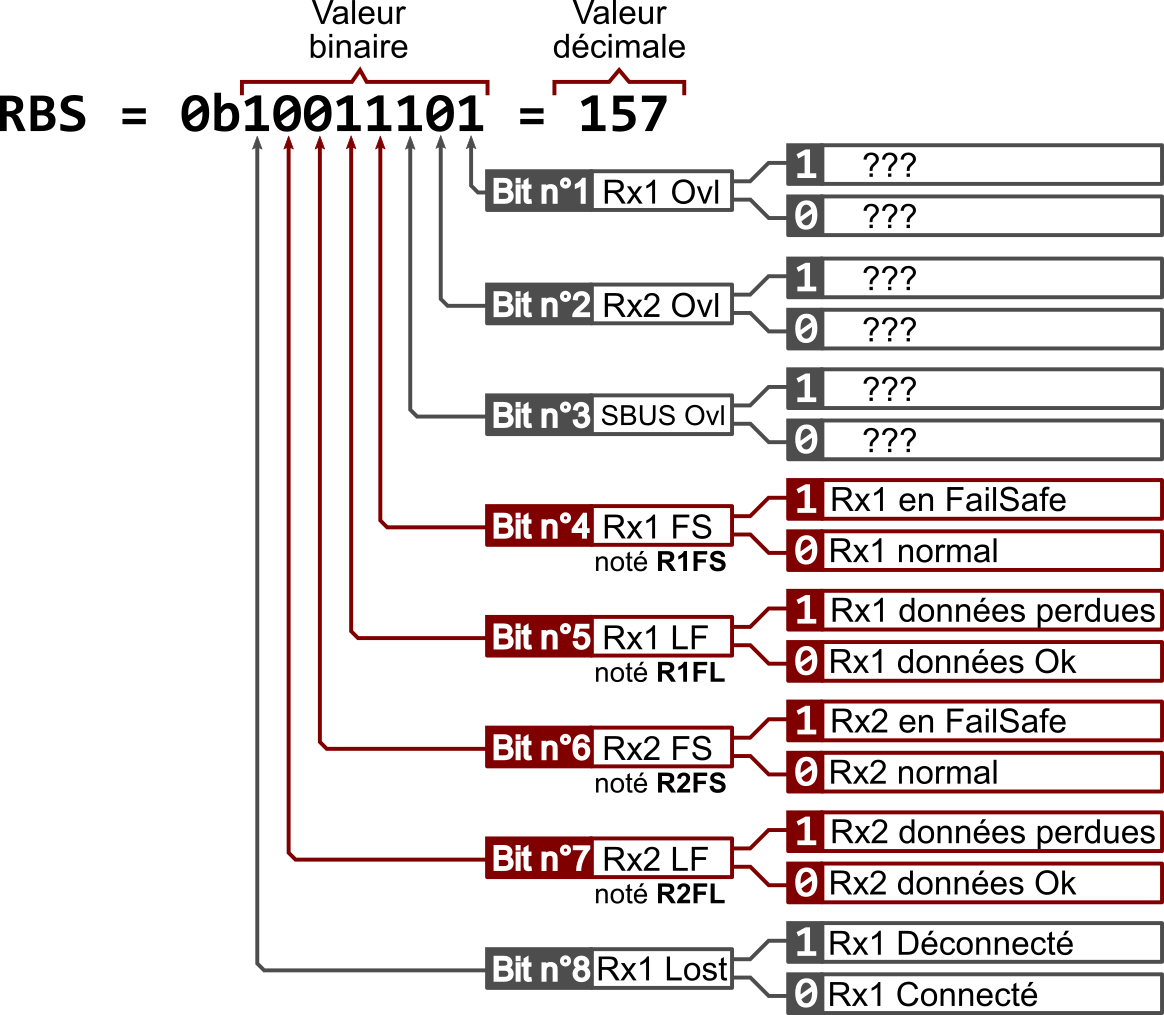 Valeur
binaire
Valeur
décimale
RBS = 0b10011101 = 157
Bit n°1 Rx1 Ovl
1 ???
0 ???
Bit n°2 Rx2 Ovl
1 ???
0 ???
Bit n°3 SBUS Ovl
1 ???
0 ???
Bit n°4 Rx1 FS
noté R1FS
1 Rx1 en FailSafe
0 Rx1 normal
Bit n°5 Rx1 LF
noté R1FL
1 Rx1 données perdues
0 Rx1 données Ok
Bit n°6 Rx2 FS
noté R2FS
1 Rx2 en FailSafe
0 Rx2 normal
Bit n°7 Rx2 LF
noté R2FL
1 Rx2 données perdues
0 Rx2 données Ok
Bit n°8 Rx1 Lost
1 Rx1 Déconnecté
0 Rx1 Connecté